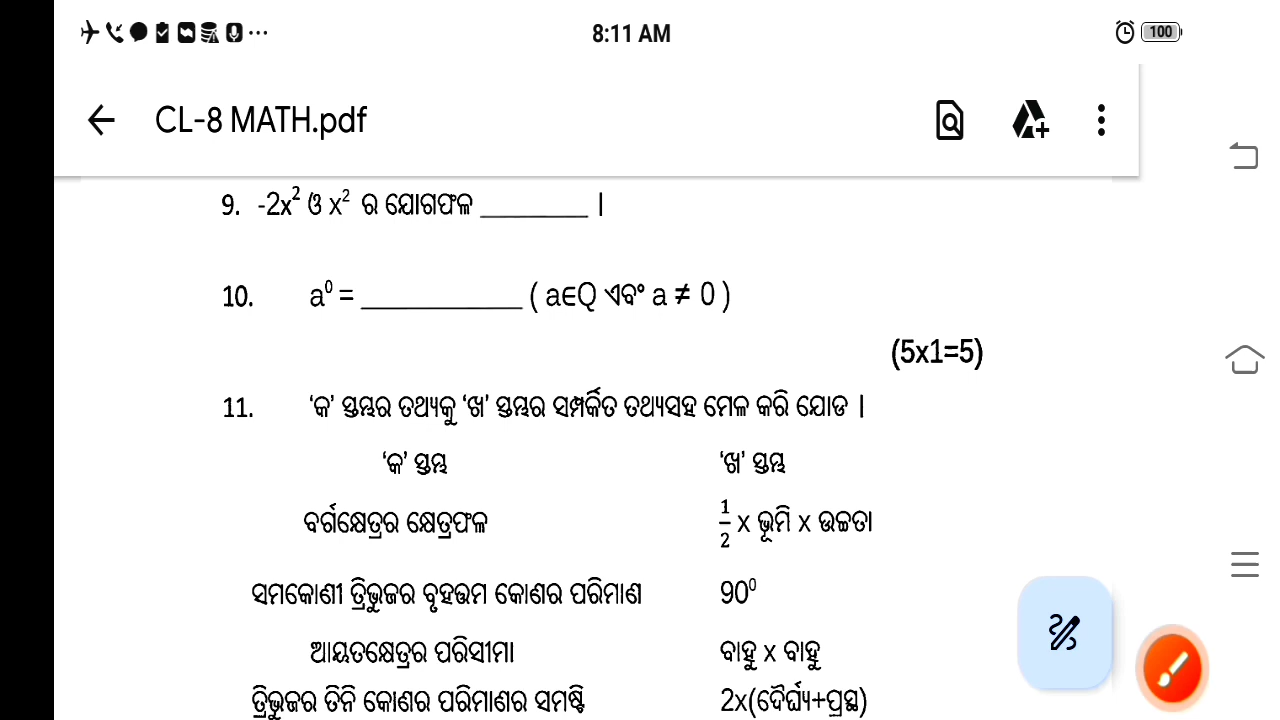 8:11 AM
100
CL-8 MATH.pdf
9. -2x² ଓ x² ର ଯୋଗଫଳ ________ |
10. a⁰ = ____________ ( a∈Q ଏବଂ a ≠ 0 )
(5x1=5)
11. ‘କ’ ସ୍ତମ୍ଭର ତଥ୍ୟକୁ ‘ଖ’ ସ୍ତମ୍ଭର ସମ୍ପର୍କିତ ତଥ୍ୟସହ ମେଳ କରି ଯୋଡ |
‘କ’ ସ୍ତମ୍ଭ ‘ଖ’ ସ୍ତମ୍ଭ
ବର୍ଗକ୍ଷେତ୍ରର କ୍ଷେତ୍ରଫଳ 1/2 x ଭୂମି x ଉଚ୍ଚତା
ସମକୋଣୀ ତ୍ରିଭୁଜର ବୃହତ୍ତମ କୋଣର ପରିମାଣ 90⁰
ଆୟତକ୍ଷେତ୍ରର ପରିସୀମା ବାହୁ x ବାହୁ
ତ୍ରିଭୁଜର ତିନି କୋଣର ପରିମାଣର ସମଷ୍ଟି 2x(ଦୈର୍ଘ୍ୟ+ପ୍ରସ୍ଥ)